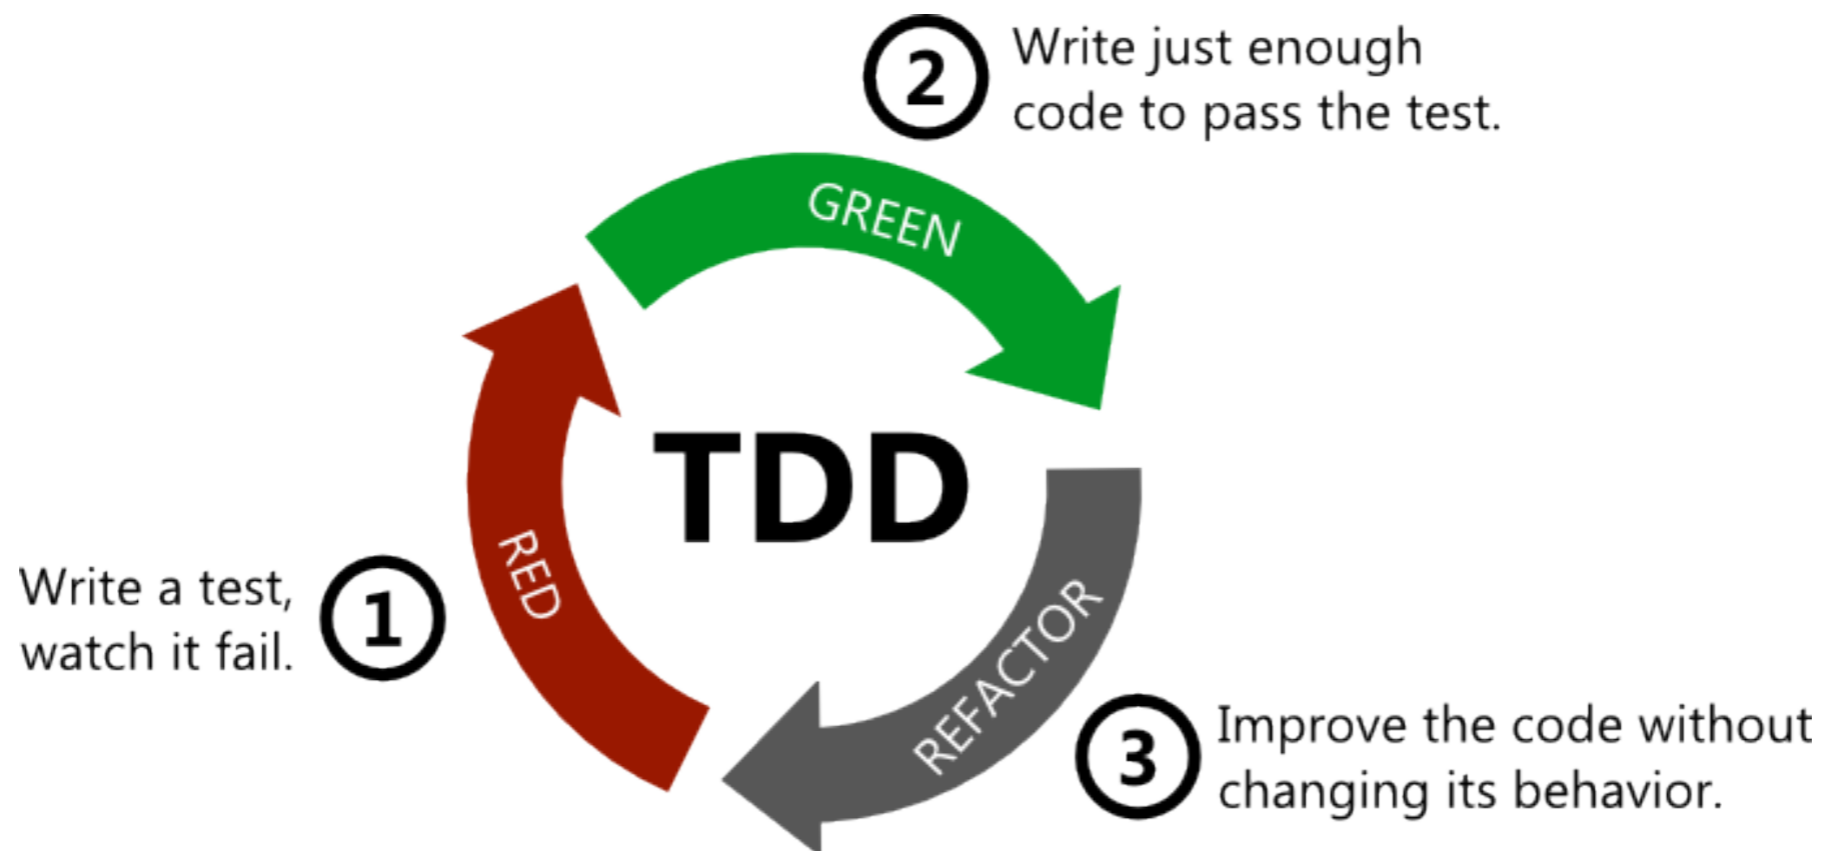 2
Write just enough
code to pass the test.
GREEN
TDD
RED
Write a test,
watch it fail.
1
REFACTOR
3
Improve the code without
changing its behavior.